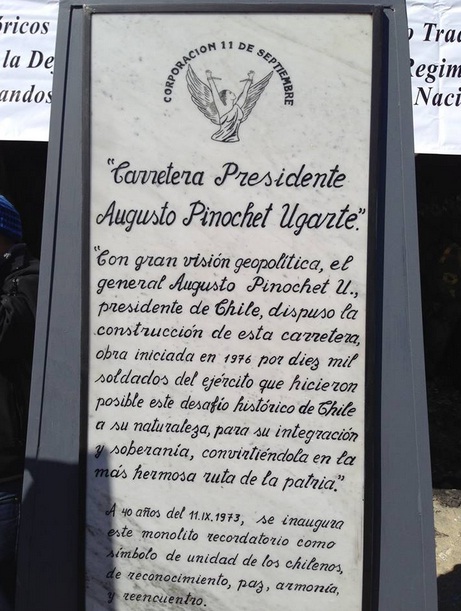 óricos
la De
andos
o Trad
Regim
Naci
CORPORACION 11 DE SEPTIEMBRE
"Carretera Presidente
Augusto Pinochet Ugarte".
"Con gran visión geopolítica, el
general Augusto Pinochet U.,
presidente de Chile, dispuso la
construcción de esta carretera,
obra iniciada en 1976 por diez mil
soldados del ejército que hicieron
posible este desafío histórico de Chile
a su naturaleza, para su integración
y soberanía, convirtiéndola en la
más hermosa ruta de la patria."
A 40 años del 11.IX.1973, se inaugura
este monolito recordatorio como
símbolo de unidad de los chilenos,
de reconocimiento, paz, armonía,
y reencuentro.